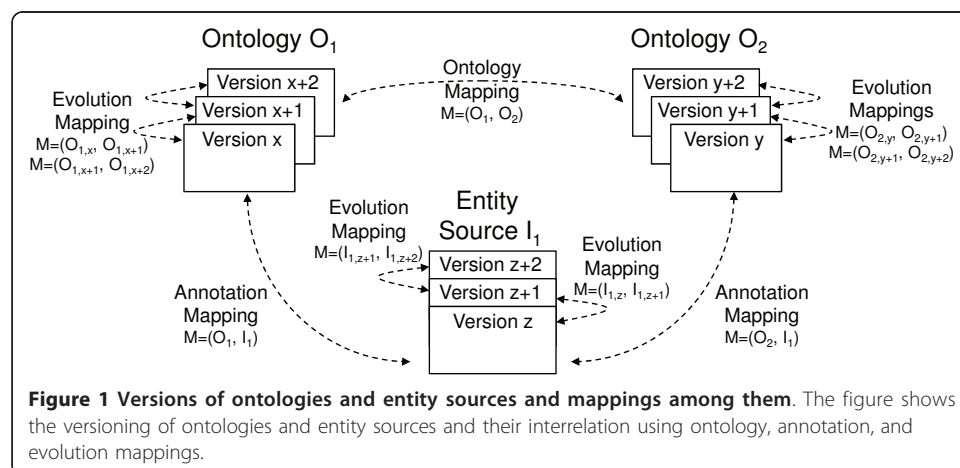 Ontology O1
Ontology O2
Version x+2
Version x+1
Version x
Evolution
Mapping
M=(O1,x, O1,x+1)
M=(O1,x+1, O1,x+2)
Ontology
Mapping
M=(O1, O2)
Version y+2
Version y+1
Version y
Evolution
Mappings
M=(O2,y, O2,y+1)
M=(O2,y+1, O2,y+2)
Entity
Source I1
Evolution
Mapping
M=(I1,z+1, I1,z+2)
Version z+2
Version z+1
Version z
Evolution
Mapping
M=(I1,z, I1,z+1)
Annotation
Mapping
M=(O1, I1)
Annotation
Mapping
M=(O2, I1)
Figure 1 Versions of ontologies and entity sources and mappings among them. The figure shows
the versioning of ontologies and entity sources and their interrelation using ontology, annotation, and
evolution mappings.